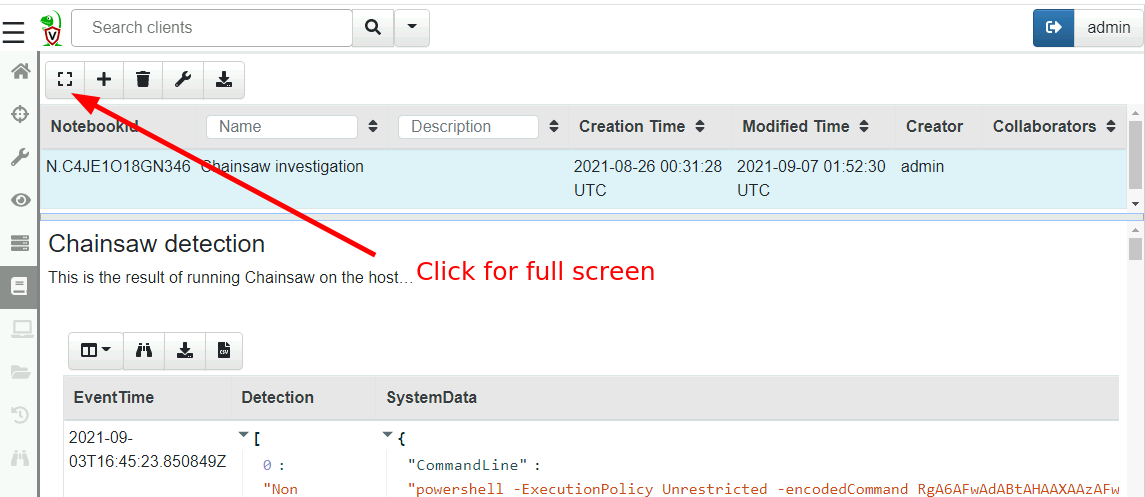 Search clients
admin
NotebookId Name Description Creation Time Modified Time Creator Collaborators
N.C4JE1O18GN346 Chainsaw investigation 2021-08-26 00:31:28 2021-09-07 01:52:30 admin
UTC UTC
Chainsaw detection
Click for full screen
This is the result of running Chainsaw on the host...
EventTime Detection SystemData
2021-09- [ {
03T16:45:23.850849Z 0 : "CommandLine" :
"Non "powershell -ExecutionPolicy Unrestricted -encodedCommand RgA6AFwAdABtAHAAXAAzAFw